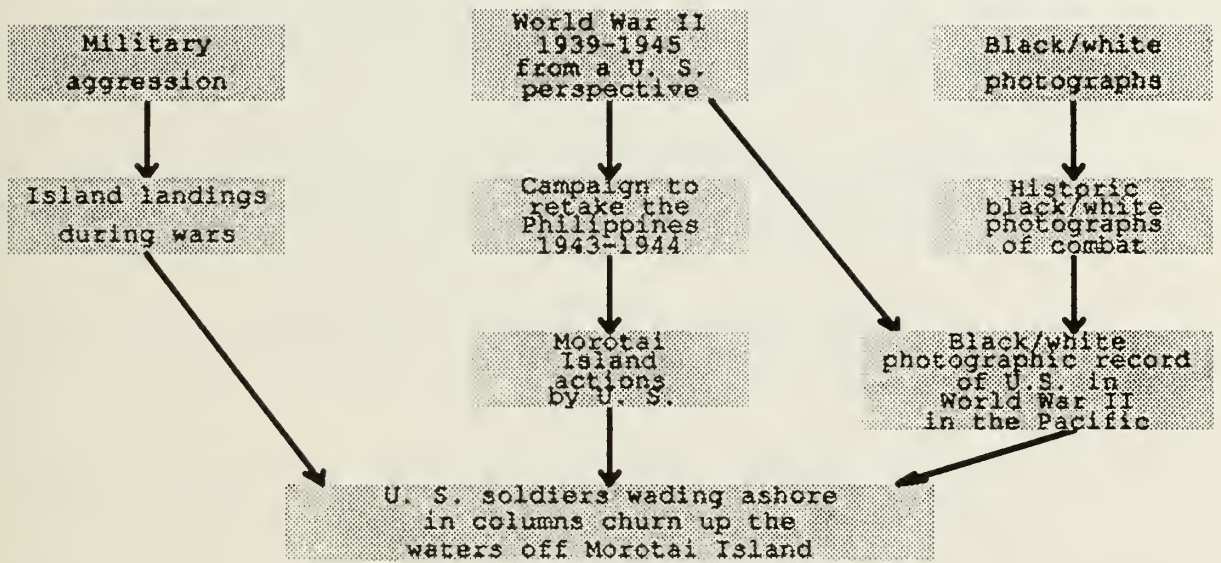 Military
aggression
World War II
1939-1945
from a U. S.
perspective
Black/white
photographs
Island landings
during wars
Campaign to
retake the
Philippines
1943-1944
Historic
black/white
photographs
of combat
Morotai
Island
actions
by U. S.
Black/white
photographic record
of U.S. in
World War II
in the Pacific
U. S. soldiers wading ashore
in columns churn up the
waters off Morotai Island